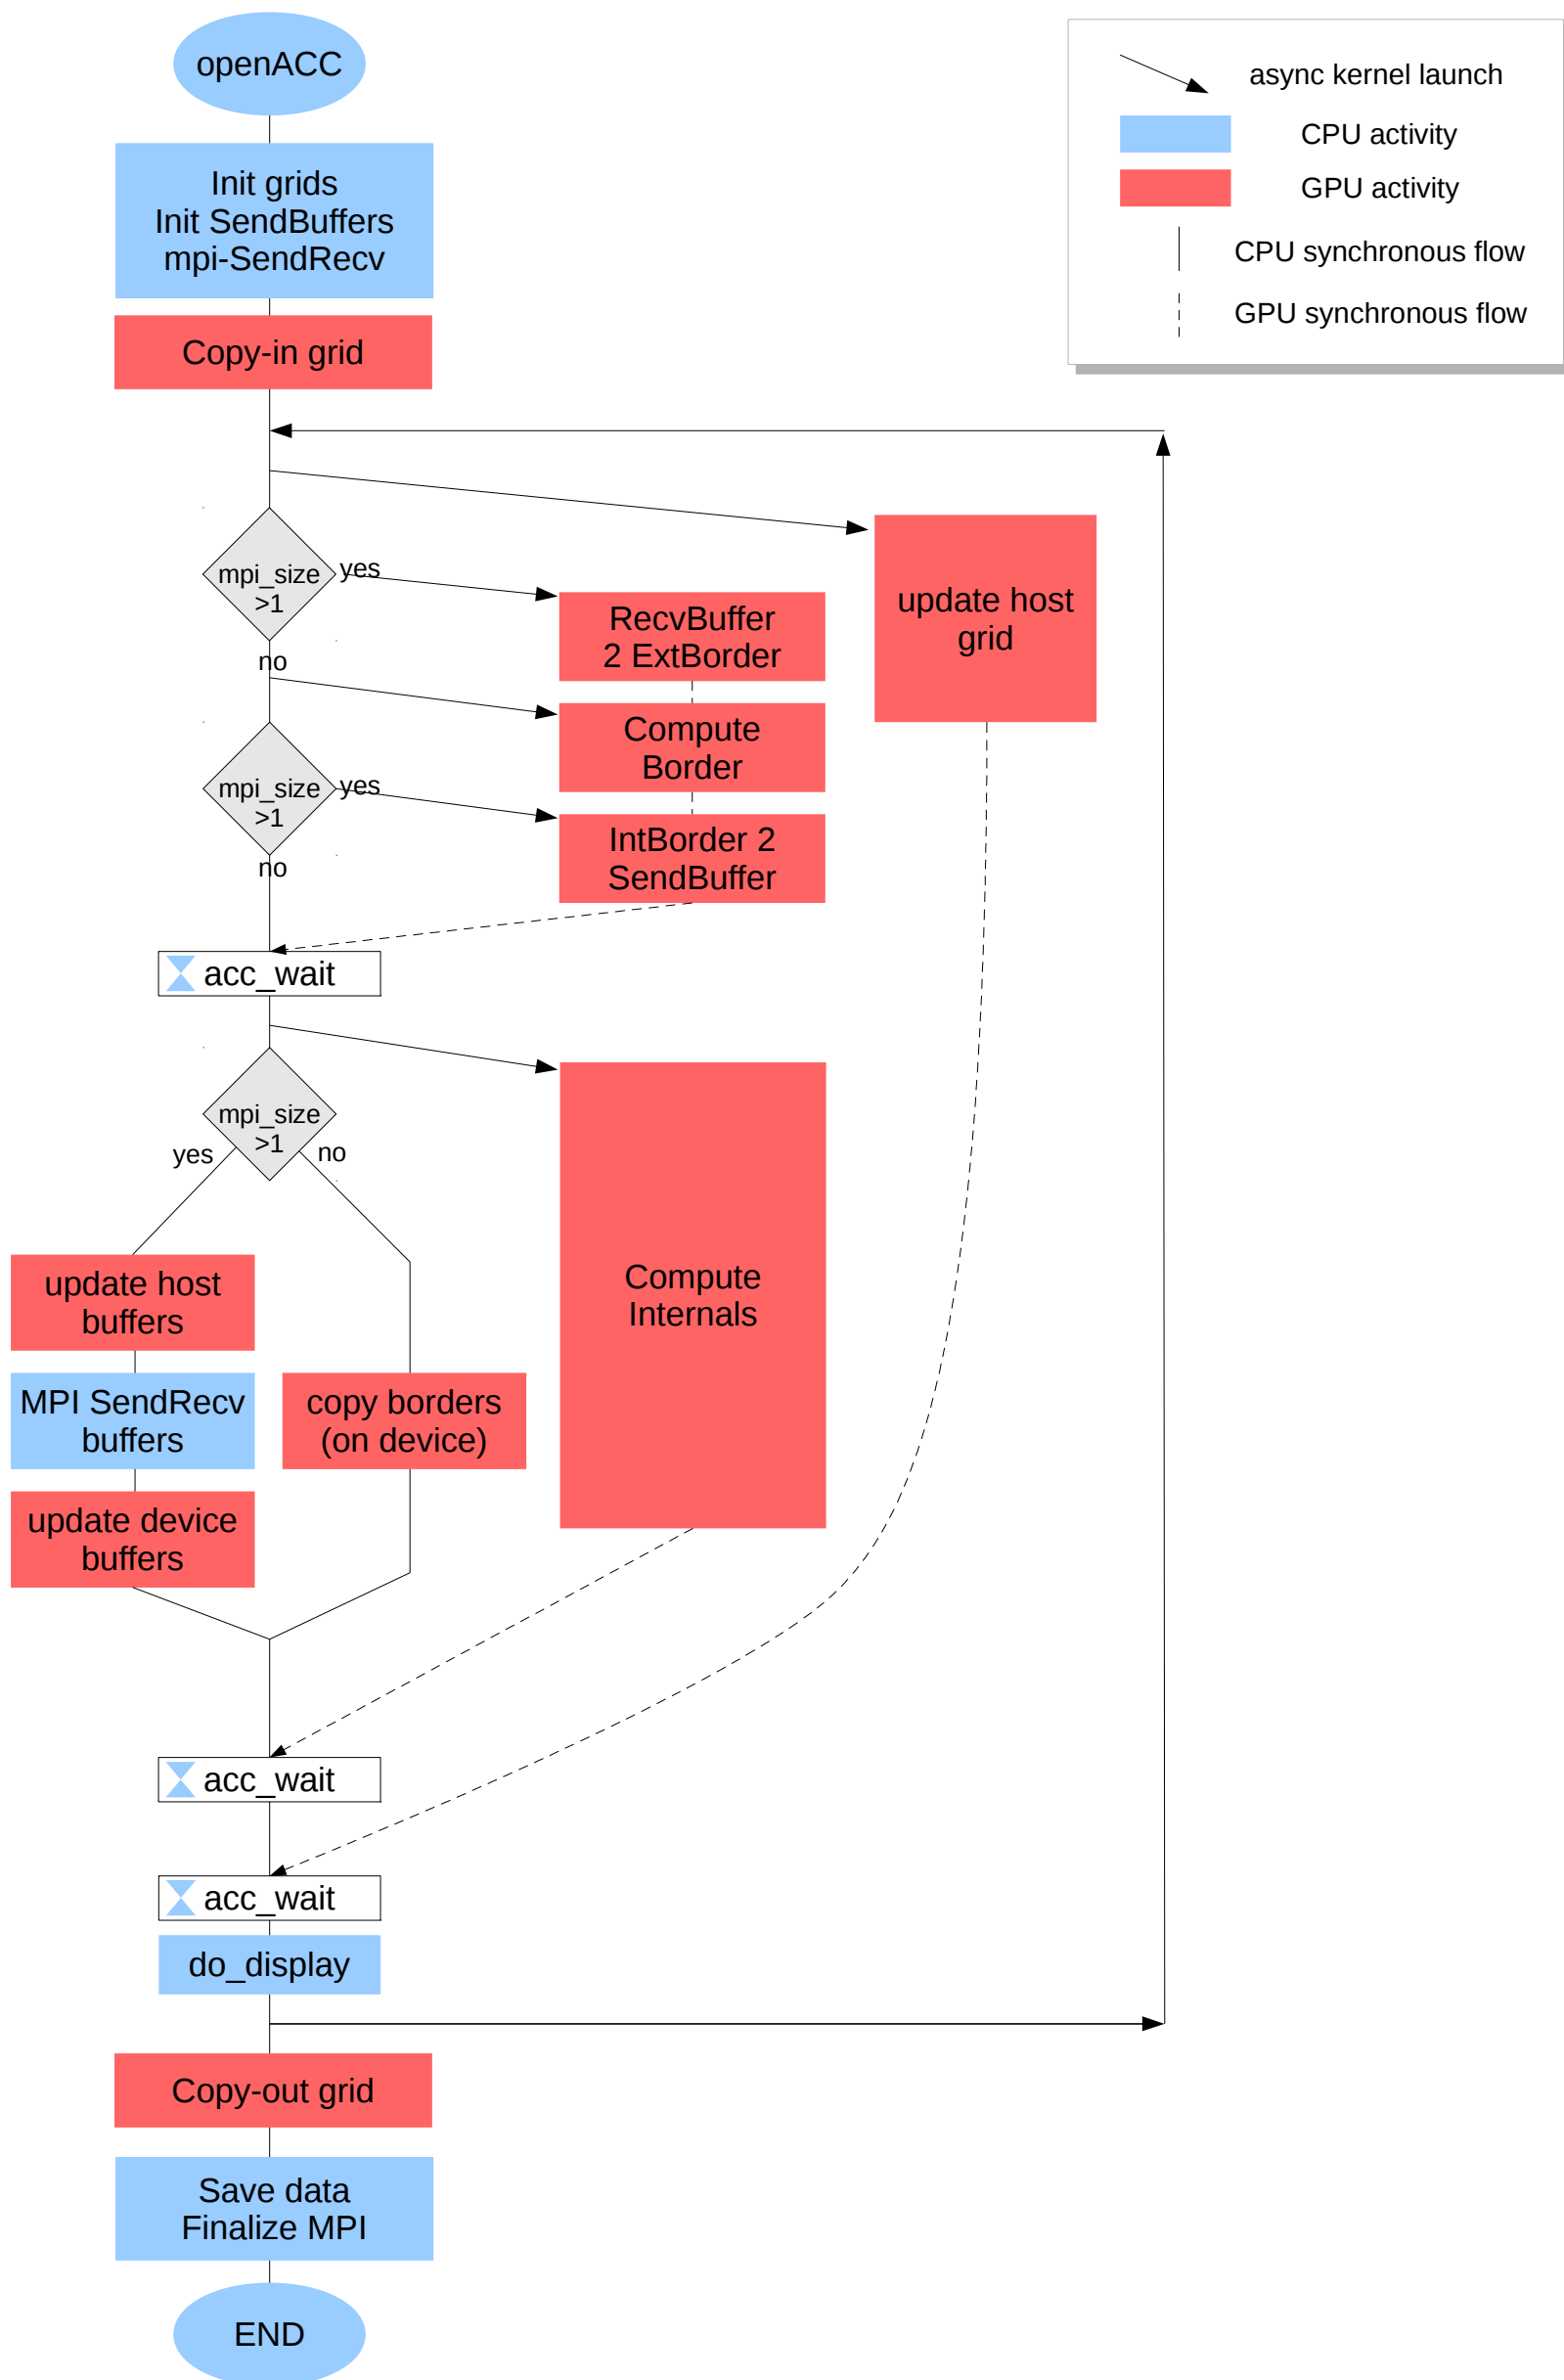 openACC
Init grids
Init SendBuffers
mpi-SendRecv
Copy-in grid
async kernel launch
CPU activity
GPU activity
CPU synchronous flow
GPU synchronous flow
mpi_size
>1
yes
no
RecvBuffer
2 ExtBorder
update host
grid
Compute
Border
mpi_size
>1
yes
no
IntBorder 2
SendBuffer
acc_wait
mpi_size
>1
yes
no
update host
buffers
MPI SendRecv
buffers
update device
buffers
copy borders
(on device)
Compute
Internals
acc_wait
acc_wait
do_display
Copy-out grid
Save data
Finalize MPI
END